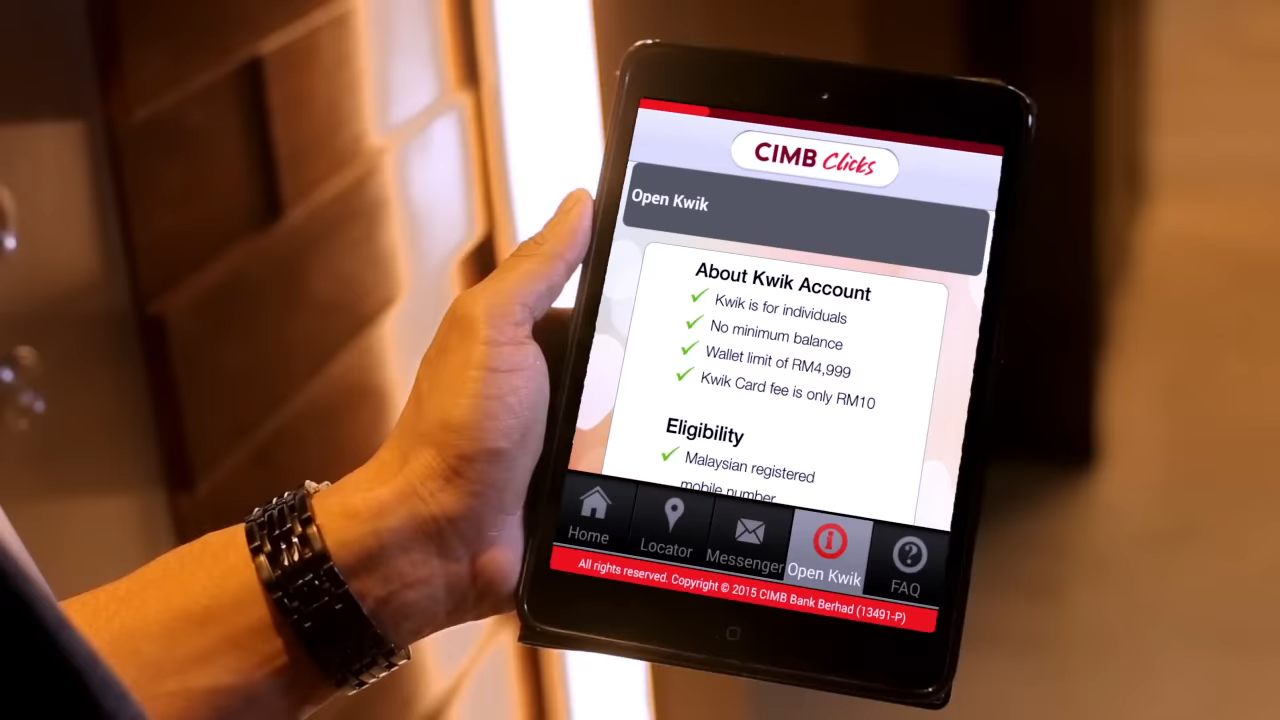 CIMB Clicks
Open Kwik
About Kwik Account
Kwik is for individuals
No minimum balance
Wallet limit of RM4,999
Kwik Card fee is only RM10
Eligibility
Malaysian registered
mobile number
Home
Locator
Messenger
Open Kwik
FAQ
All rights reserved. Copyright © 2015 CIMB Bank Berhad (13491-P)